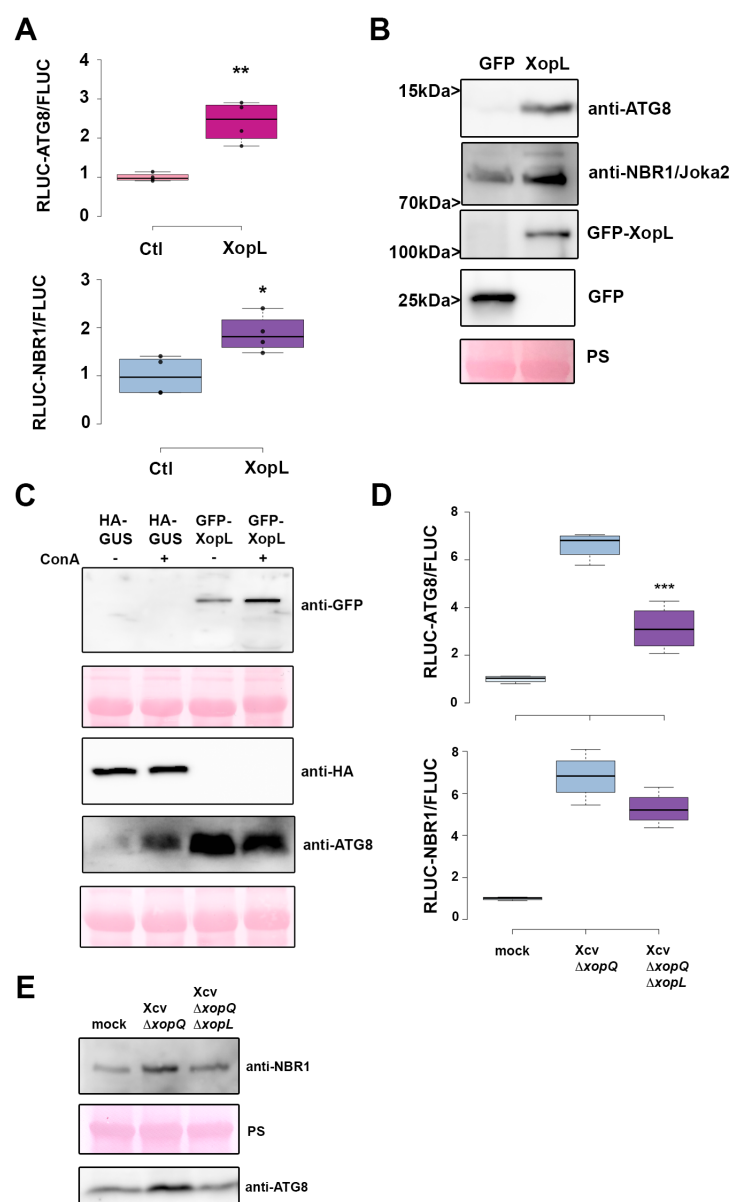 A
RLUC-ATG8/FLUC
4
3
2
1
0
**
Ctl
XopL
RLUC-NBR1/FLUC
3
2
1
0
*
Ctl
XopL
B
GFP XopL
15kDa>
anti-ATG8
anti-NBR1/Joka2
70kDa>
GFP-XopL
100kDa>
25kDa>
GFP
PS
C
HA- HA- GFP- GFP-
GUS GUS XopL XopL
ConA - + - +
anti-GFP
anti-HA
anti-ATG8
D
RLUC-ATG8/FLUC
8
6
4
2
0
***
RLUC-NBR1/FLUC
8
6
4
2
0
mock Xcv Xcv
ΔxopQ ΔxopQ
ΔxopL
E
Xcv
Xcv ΔxopQ
mock ΔxopQ ΔxopL
anti-NBR1
PS
anti-ATG8